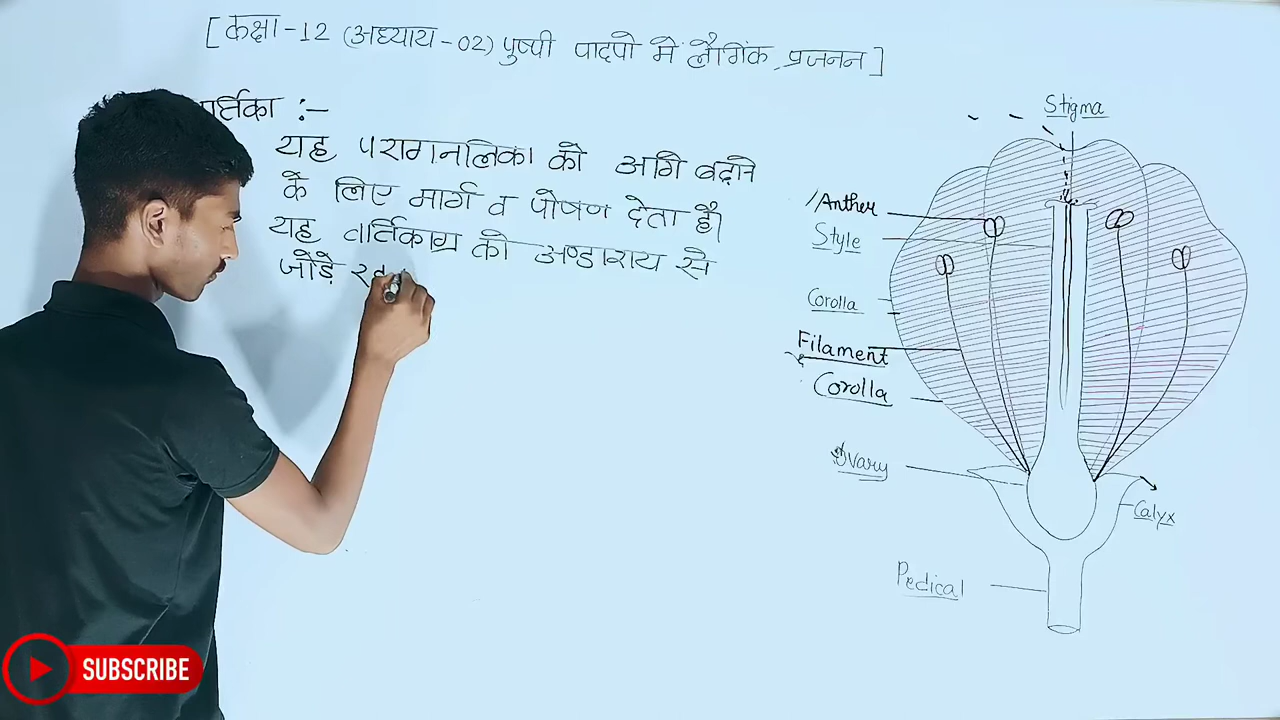 [ कक्षा -12 (अध्याय -02) पुष्पी पादपो में लैगिंक प्रजनन ]
:-
यह परागनलिका को आगे बढ़ाने
के लिए मार्ग व पोषण देता है।
यह वर्तिकाग्र को अण्डाशय से
जोड़े
Stigma
Anther
Style
Corolla
Filament
Corolla
Ovary
Calyx
Pedical
SUBSCRIBE